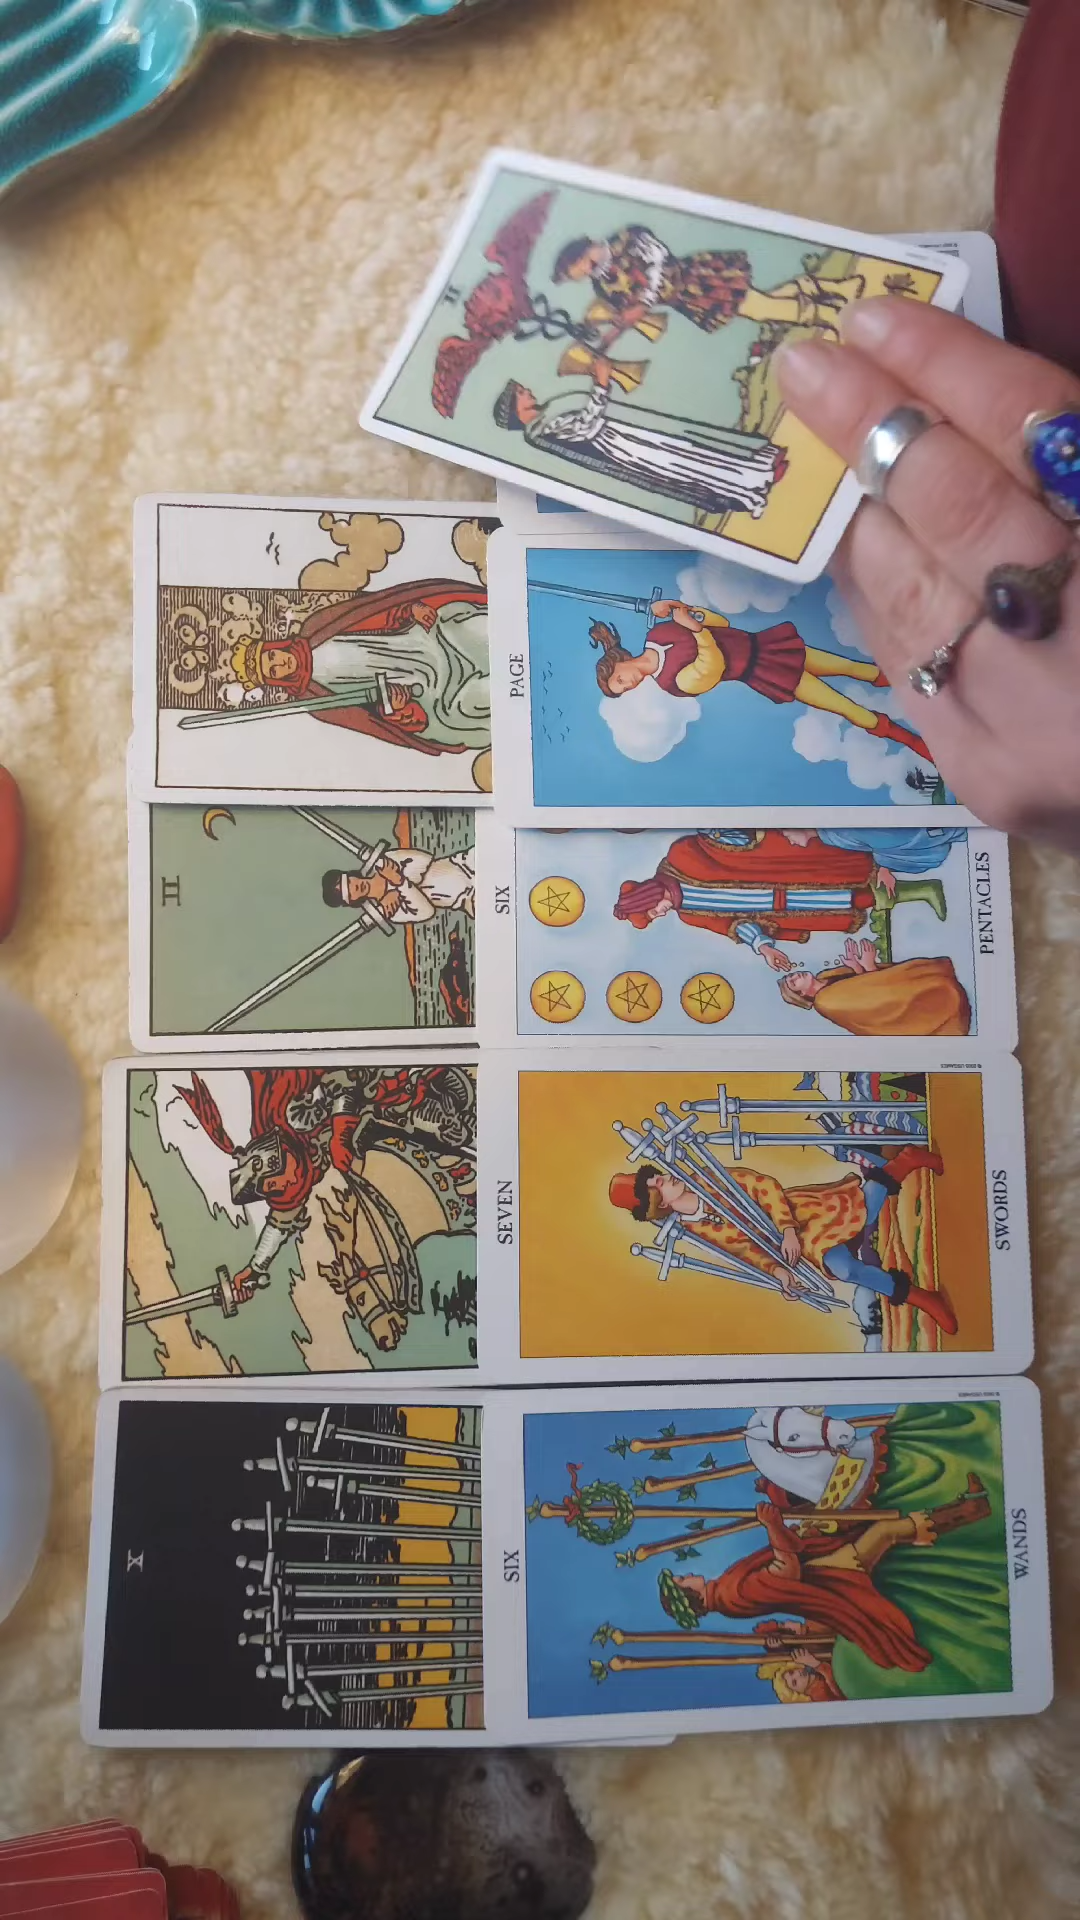 II
PAGE
II
SIX
PENTACLES
SEVEN
SWORDS
X
SIX
WANDS